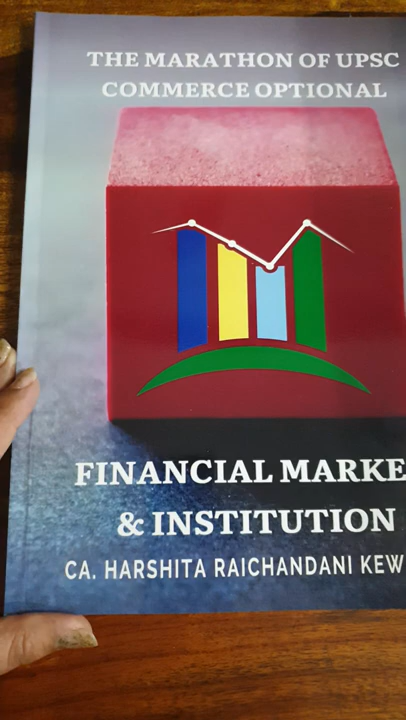 THE MARATHON OF UPSC
COMMERCE OPTIONAL
FINANCIAL MARKE
& INSTITUTION
CA. HARSHITA RAICHANDANI KEW